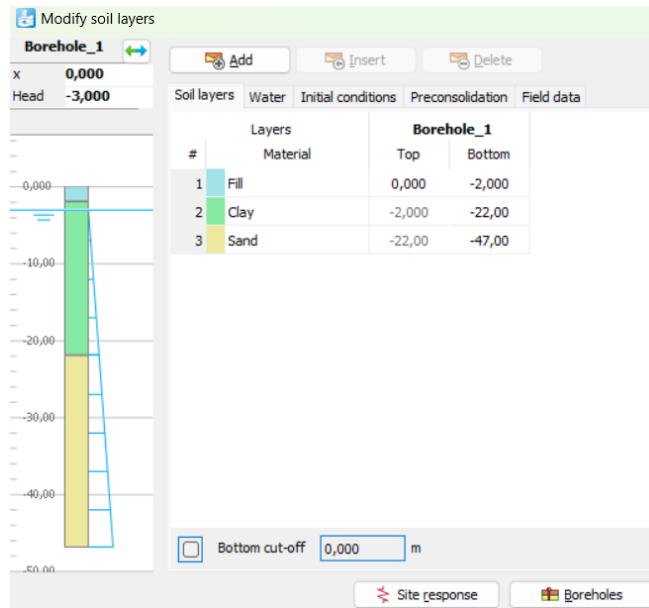 Modify soil layers
Borehole_1
x 0,000
Head -3,000
0,000
-10,00
-20,00
-30,00
-40,00
-50,00
Add Insert Delete
Soil layers Water Initial conditions Preconsolidation Field data
Layers Borehole_1
# Material Top Bottom
1 Fill 0,000 -2,000
2 Clay -2,000 -22,00
3 Sand -22,00 -47,00
Bottom cut-off 0,000 m
Site response Boreholes